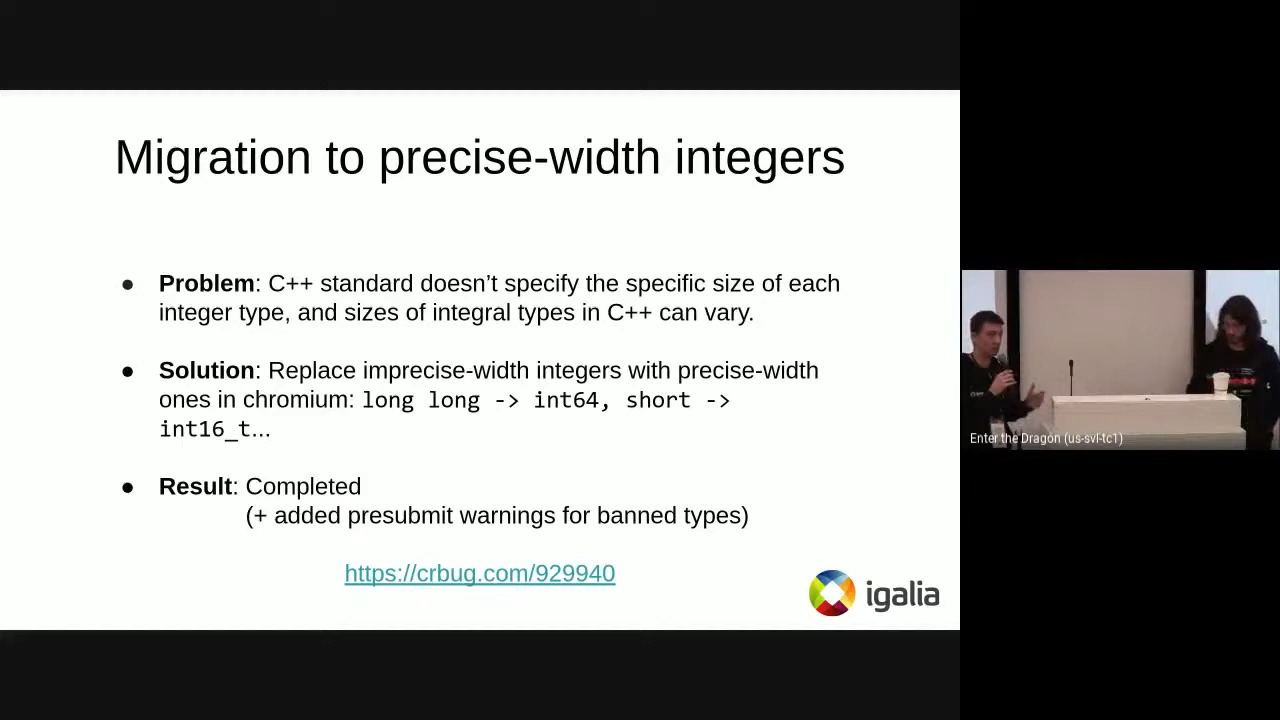 Migration to precise-width integers
● Problem: C++ standard doesn’t specify the specific size of each
integer type, and sizes of integral types in C++ can vary.
● Solution: Replace imprecise-width integers with precise-width
ones in chromium: long long -> int64, short ->
int16_t...
● Result: Completed
(+ added presubmit warnings for banned types)
https://crbug.com/929940
igalia
Enter the Dragon (us-svl-tc1)